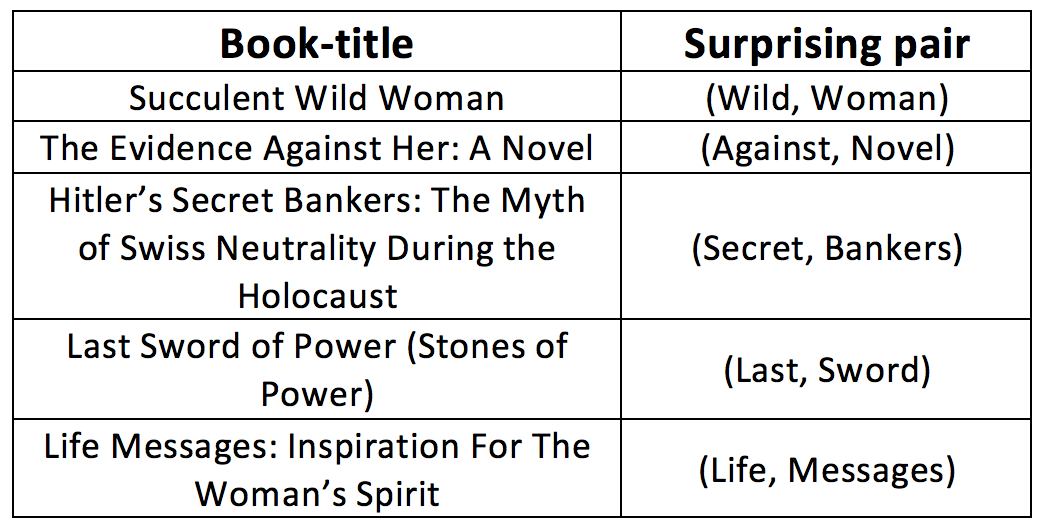 Book-title
Surprising pair
Succulent Wild Woman
(Wild, Woman)
The Evidence Against Her: A Novel
(Against, Novel)
Hitler’s Secret Bankers: The Myth
of Swiss Neutrality During the
Holocaust
(Secret, Bankers)
Last Sword of Power (Stones of
Power)
(Last, Sword)
Life Messages: Inspiration For The
Woman’s Spirit
(Life, Messages)